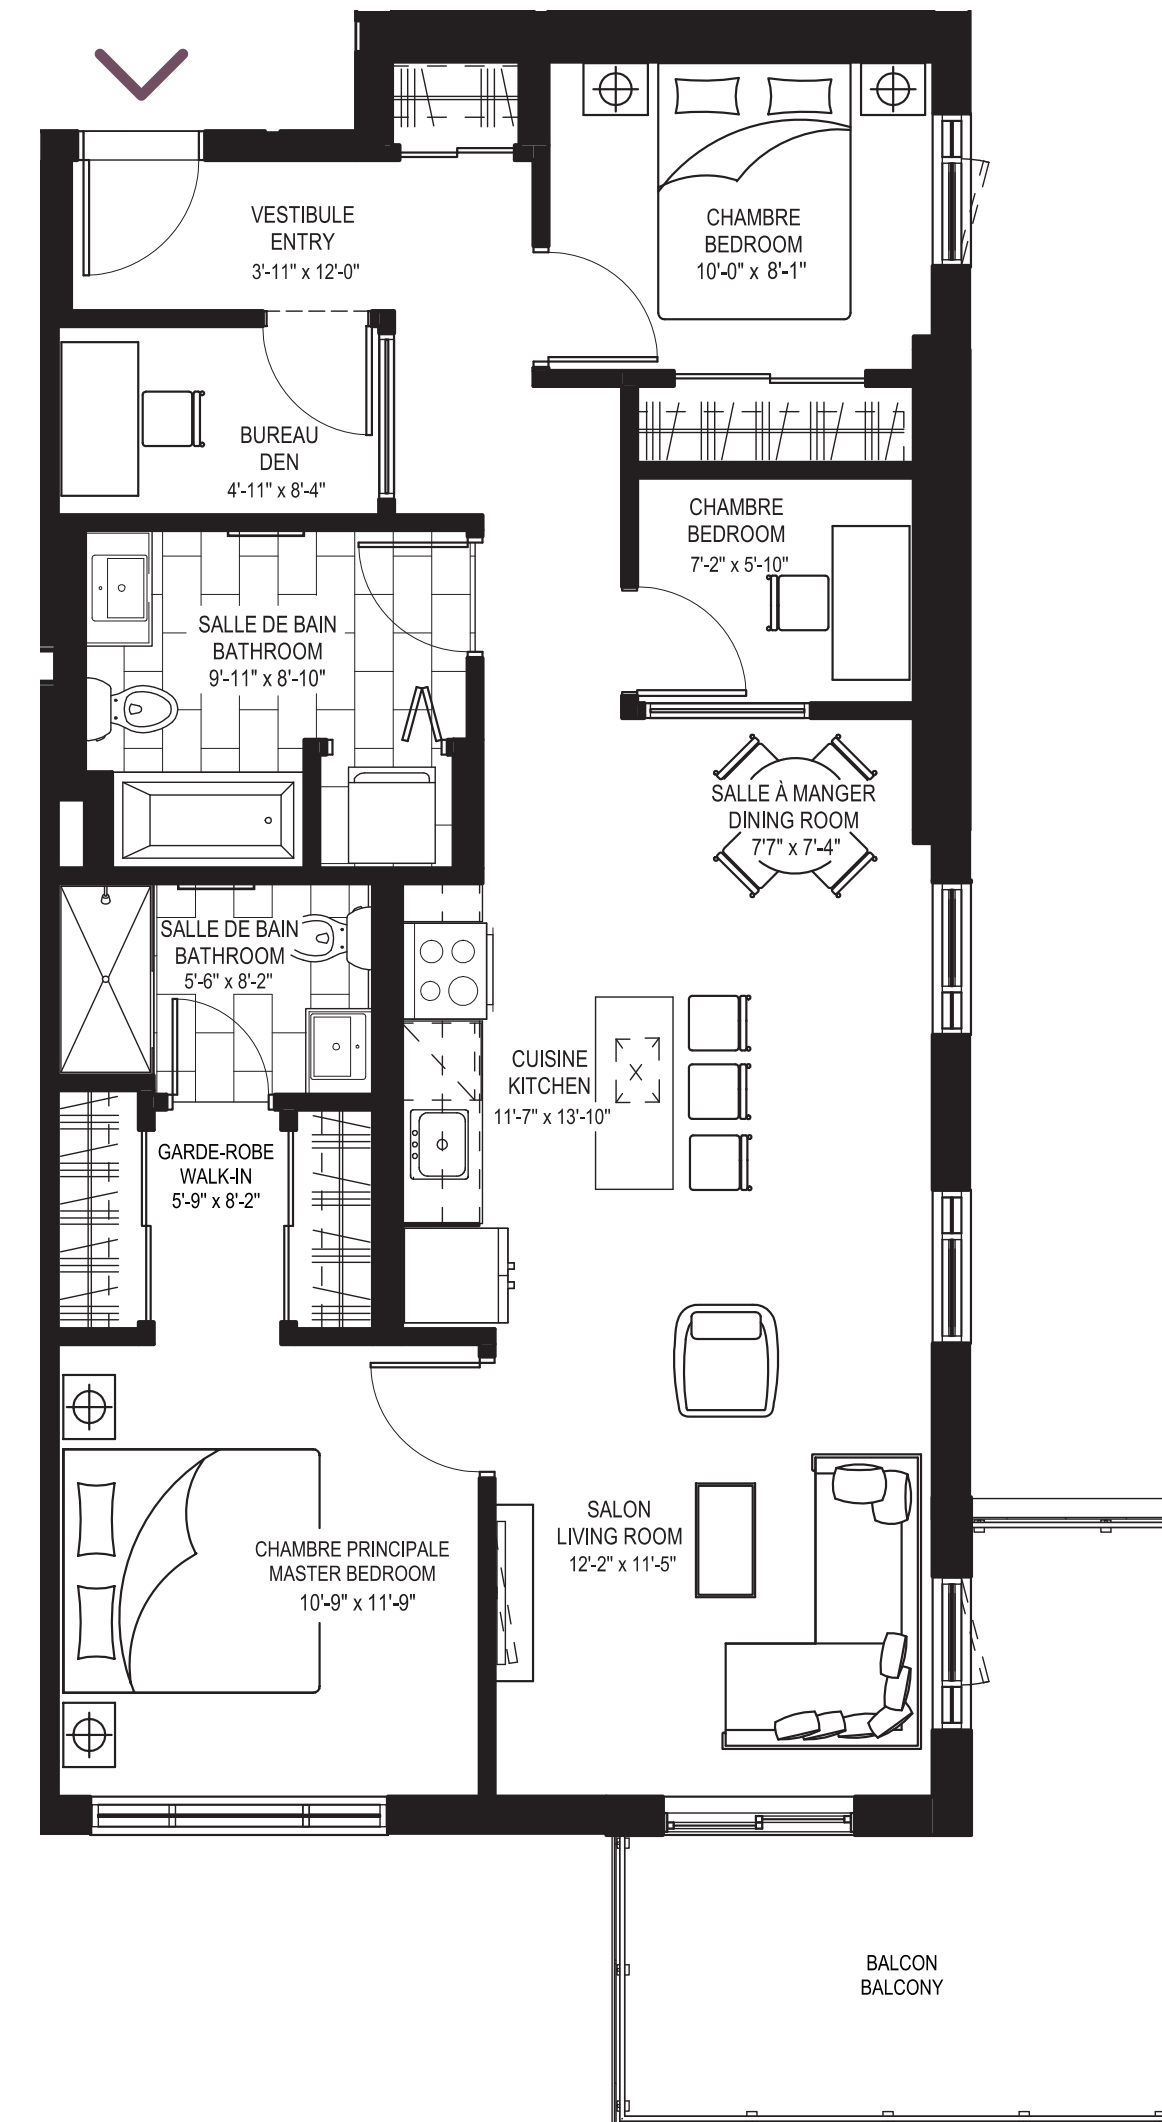 VESTIBULE
ENTRY
3'-11" x 12'-0"
CHAMBRE
BEDROOM
10'-0" x 8'-1"
BUREAU
DEN
4'-11" x 8'-4"
CHAMBRE
BEDROOM
7'-2" x 5'-10"
SALLE DE BAIN
BATHROOM
9'-11" x 8'-10"
SALLE À MANGER
DINING ROOM
7'7" x 7'-4"
SALLE DE BAIN
BATHROOM
5'-6" x 8'-2"
CUISINE
KITCHEN
11'-7" x 13'-10"
GARDE-ROBE
WALK-IN
5'-9" x 8'-2"
SALON
LIVING ROOM
12'-2" x 11'-5"
CHAMBRE PRINCIPALE
MASTER BEDROOM
10'-9" x 11'-9"
BALCON
BALCONY